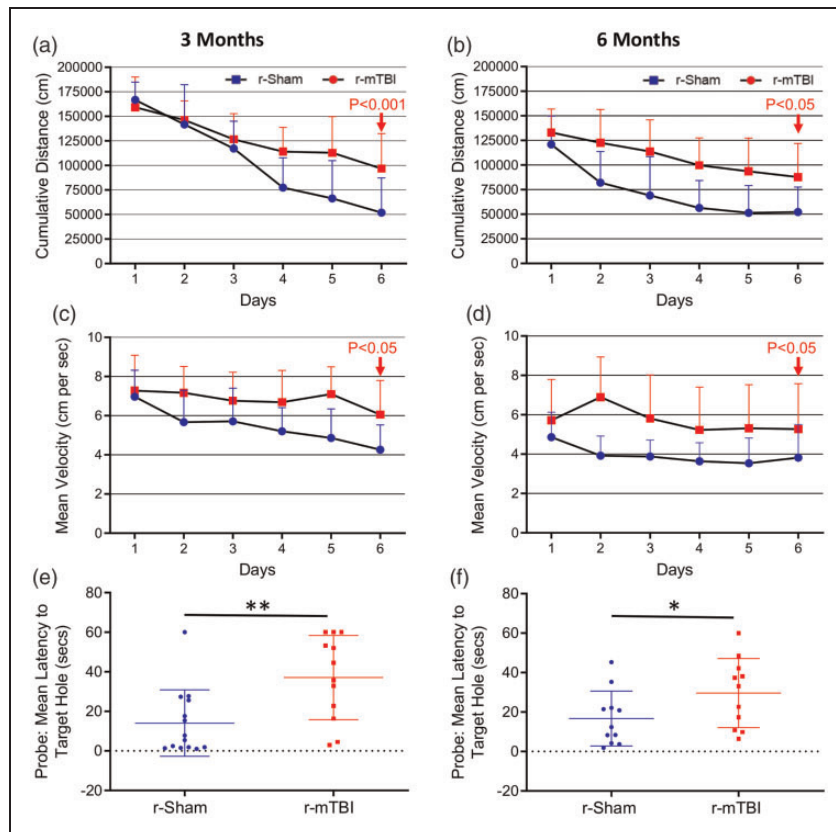 3 Months
6 Months
(a)
Cumulative Distance (cm)
200000
175000
150000
125000
100000
75000
50000
25000
0
r-Sham
r-mTBI
P<0.001
1 2 3 4 5 6
Days
(b)
Cumulative Distance (cm)
200000
175000
150000
125000
100000
75000
50000
25000
0
r-Sham
r-mTBI
P<0.05
1 2 3 4 5 6
Days
(c)
Mean Velocity (cm per sec)
10
8
6
4
2
0
P<0.05
1 2 3 4 5 6
Days
(d)
Mean Velocity (cm per sec)
10
8
6
4
2
0
P<0.05
1 2 3 4 5 6
Days
(e)
Probe: Mean Latency to
Target Hole (secs)
80
60
40
20
0
-20
**
r-Sham
r-mTBI
(f)
Probe: Mean Latency to
Target Hole (secs)
80
60
40
20
0
-20
*
r-Sham
r-mTBI